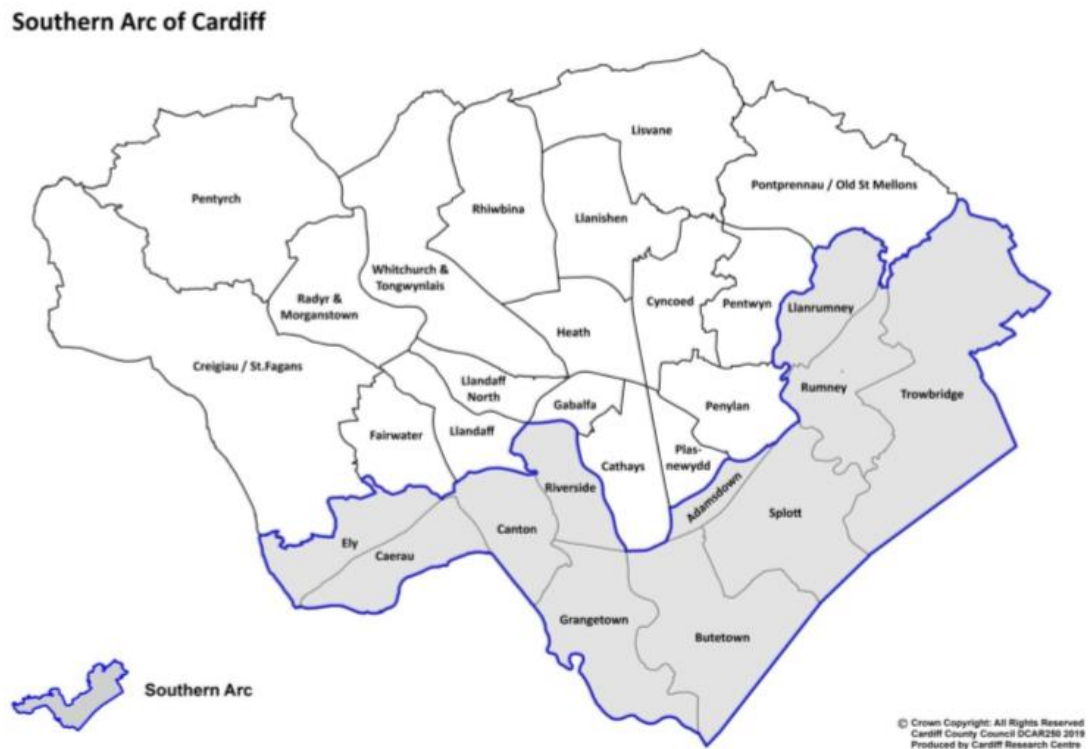 Southern Arc of Cardiff
Lisvane
Pontprennau / Old St Mellons
Pentyrch
Rhiwbina
Llanishen
Whitchurch &
Tongwynlais
Radyr &
Morganstown
Cyncoed
Pentwyn
Llanrumney
Heath
Creigiau / St.Fagans
Llandaff
North
Gabalfa
Penylan
Rumney
Trowbridge
Fairwater
Llandaff
Plas-
newydd
Cathays
Riverside
Adamsdown
Canton
Splott
Ely
Caerau
Grangetown
Butetown
Southern Arc
© Crown Copyright: All Rights Reserved
Cardiff County Council DCAR250 2019
Produced by Cardiff Research Centre